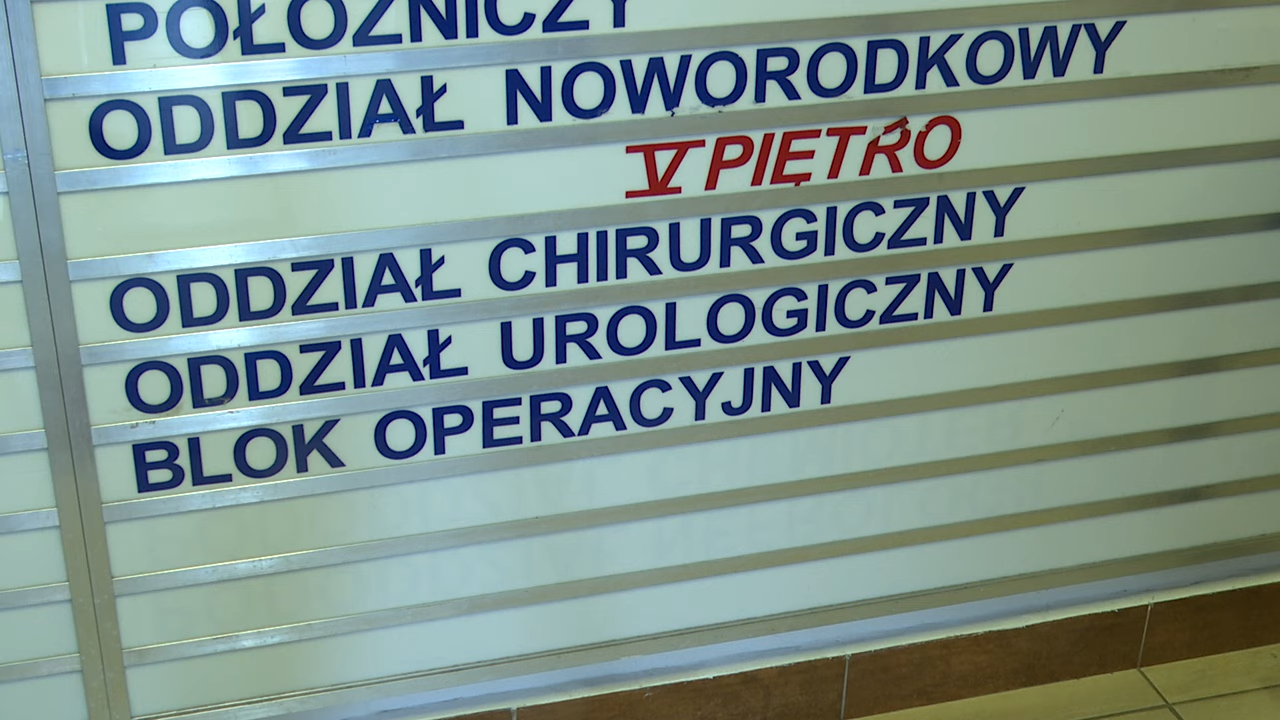 POŁOŻNICZY
ODDZIAŁ NOWORODKOWY
V PIĘTRO
ODDZIAŁ CHIRURGICZNY
ODDZIAŁ UROLOGICZNY
BLOK OPERACYJNY